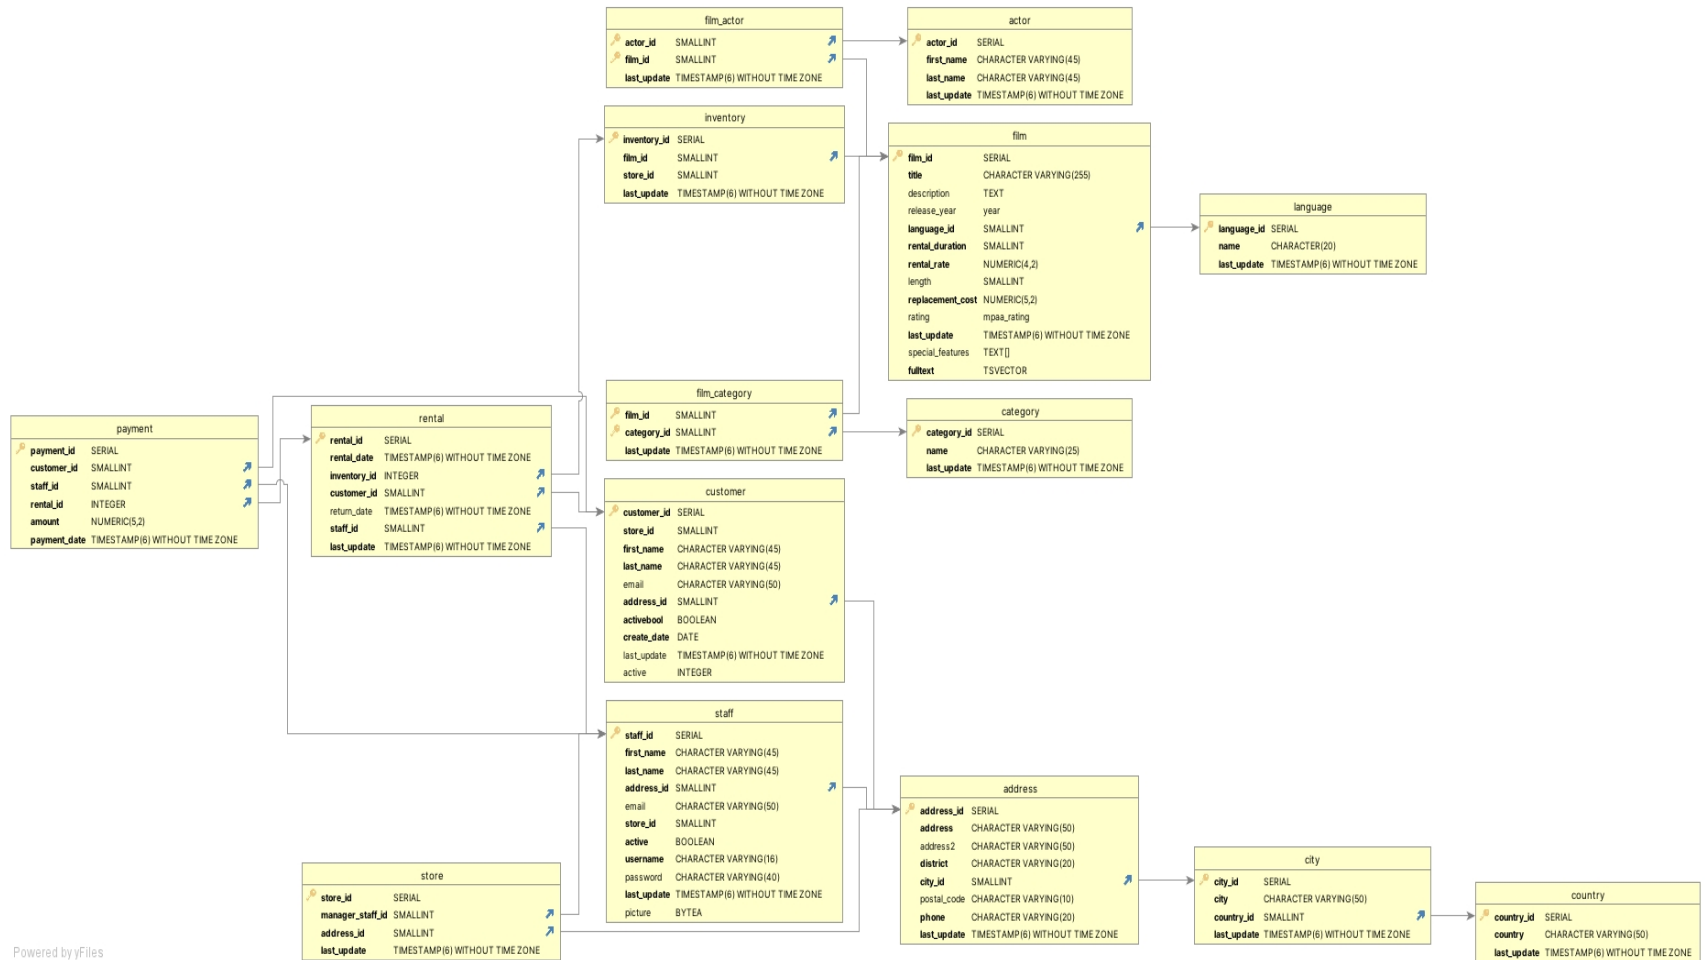 film_actor
actor_id SMALLINT
film_id SMALLINT
last_update TIMESTAMP(6) WITHOUT TIME ZONE
actor
actor_id SERIAL
first_name CHARACTER VARYING(45)
last_name CHARACTER VARYING(45)
last_update TIMESTAMP(6) WITHOUT TIME ZONE
inventory
inventory_id SERIAL
film_id SMALLINT
store_id SMALLINT
last_update TIMESTAMP(6) WITHOUT TIME ZONE
film
film_id SERIAL
title CHARACTER VARYING(255)
description TEXT
release_year year
language_id SMALLINT
rental_duration SMALLINT
rental_rate NUMERIC(4,2)
length SMALLINT
replacement_cost NUMERIC(5,2)
rating mpaa_rating
last_update TIMESTAMP(6) WITHOUT TIME ZONE
special_features TEXT[]
fulltext TSVECTOR
language
language_id SERIAL
name CHARACTER(20)
last_update TIMESTAMP(6) WITHOUT TIME ZONE
film_category
film_id SMALLINT
category_id SMALLINT
last_update TIMESTAMP(6) WITHOUT TIME ZONE
category
category_id SERIAL
name CHARACTER VARYING(25)
last_update TIMESTAMP(6) WITHOUT TIME ZONE
payment
payment_id SERIAL
customer_id SMALLINT
staff_id SMALLINT
rental_id INTEGER
amount NUMERIC(5,2)
payment_date TIMESTAMP(6) WITHOUT TIME ZONE
rental
rental_id SERIAL
rental_date TIMESTAMP(6) WITHOUT TIME ZONE
inventory_id INTEGER
customer_id SMALLINT
return_date TIMESTAMP(6) WITHOUT TIME ZONE
staff_id SMALLINT
last_update TIMESTAMP(6) WITHOUT TIME ZONE
customer
customer_id SERIAL
store_id SMALLINT
first_name CHARACTER VARYING(45)
last_name CHARACTER VARYING(45)
email CHARACTER VARYING(50)
address_id SMALLINT
activebool BOOLEAN
create_date DATE
last_update TIMESTAMP(6) WITHOUT TIME ZONE
active INTEGER
staff
staff_id SERIAL
first_name CHARACTER VARYING(45)
last_name CHARACTER VARYING(45)
address_id SMALLINT
email CHARACTER VARYING(50)
store_id SMALLINT
active BOOLEAN
username CHARACTER VARYING(16)
password CHARACTER VARYING(40)
last_update TIMESTAMP(6) WITHOUT TIME ZONE
picture BYTEA
address
address_id SERIAL
address CHARACTER VARYING(50)
address2 CHARACTER VARYING(50)
district CHARACTER VARYING(20)
city_id SMALLINT
postal_code CHARACTER VARYING(10)
phone CHARACTER VARYING(20)
last_update TIMESTAMP(6) WITHOUT TIME ZONE
store
store_id SERIAL
manager_staff_id SMALLINT
address_id SMALLINT
last_update TIMESTAMP(6) WITHOUT TIME ZONE
city
city_id SERIAL
city CHARACTER VARYING(50)
country_id SMALLINT
last_update TIMESTAMP(6) WITHOUT TIME ZONE
country
country_id SERIAL
country CHARACTER VARYING(50)
last_update TIMESTAMP(6) WITHOUT TIME ZONE
Powered by yFiles